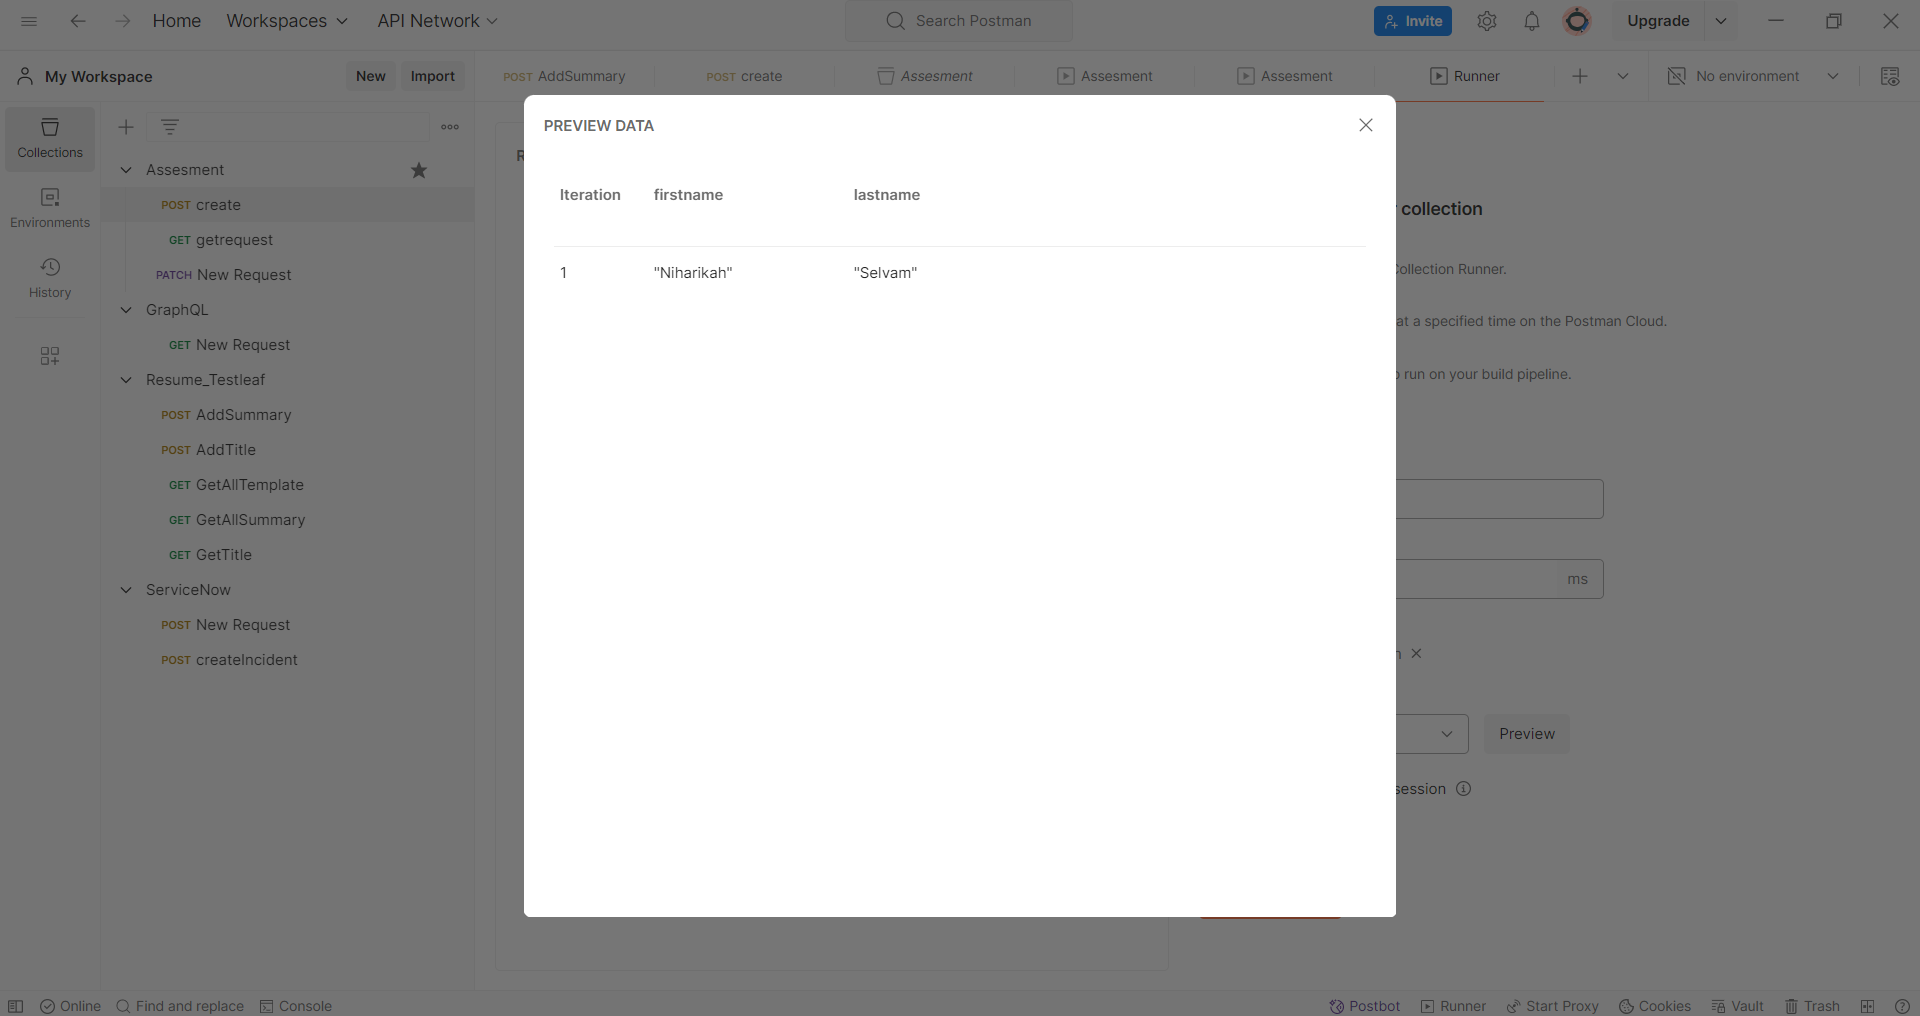 Home Workspaces API Network Search Postman Invite Upgrade
My Workspace New Import POST AddSummary POST create Assesment Assesment Assesment Runner No environment
PREVIEW DATA
Collections
Environments
History
Assesment
POST create
GET getrequest
PATCH New Request
GraphQL
GET New Request
Resume_Testleaf
POST AddSummary
POST AddTitle
GET GetAllTemplate
GET GetAllSummary
GET GetTitle
ServiceNow
POST New Request
POST createIncident
Iteration firstname lastname
1 "Niharikah" "Selvam"
collection
Collection Runner.
at a specified time on the Postman Cloud.
run on your build pipeline.
ms
Preview
session
Online Find and replace Console Postbot Runner Start Proxy Cookies Vault Trash